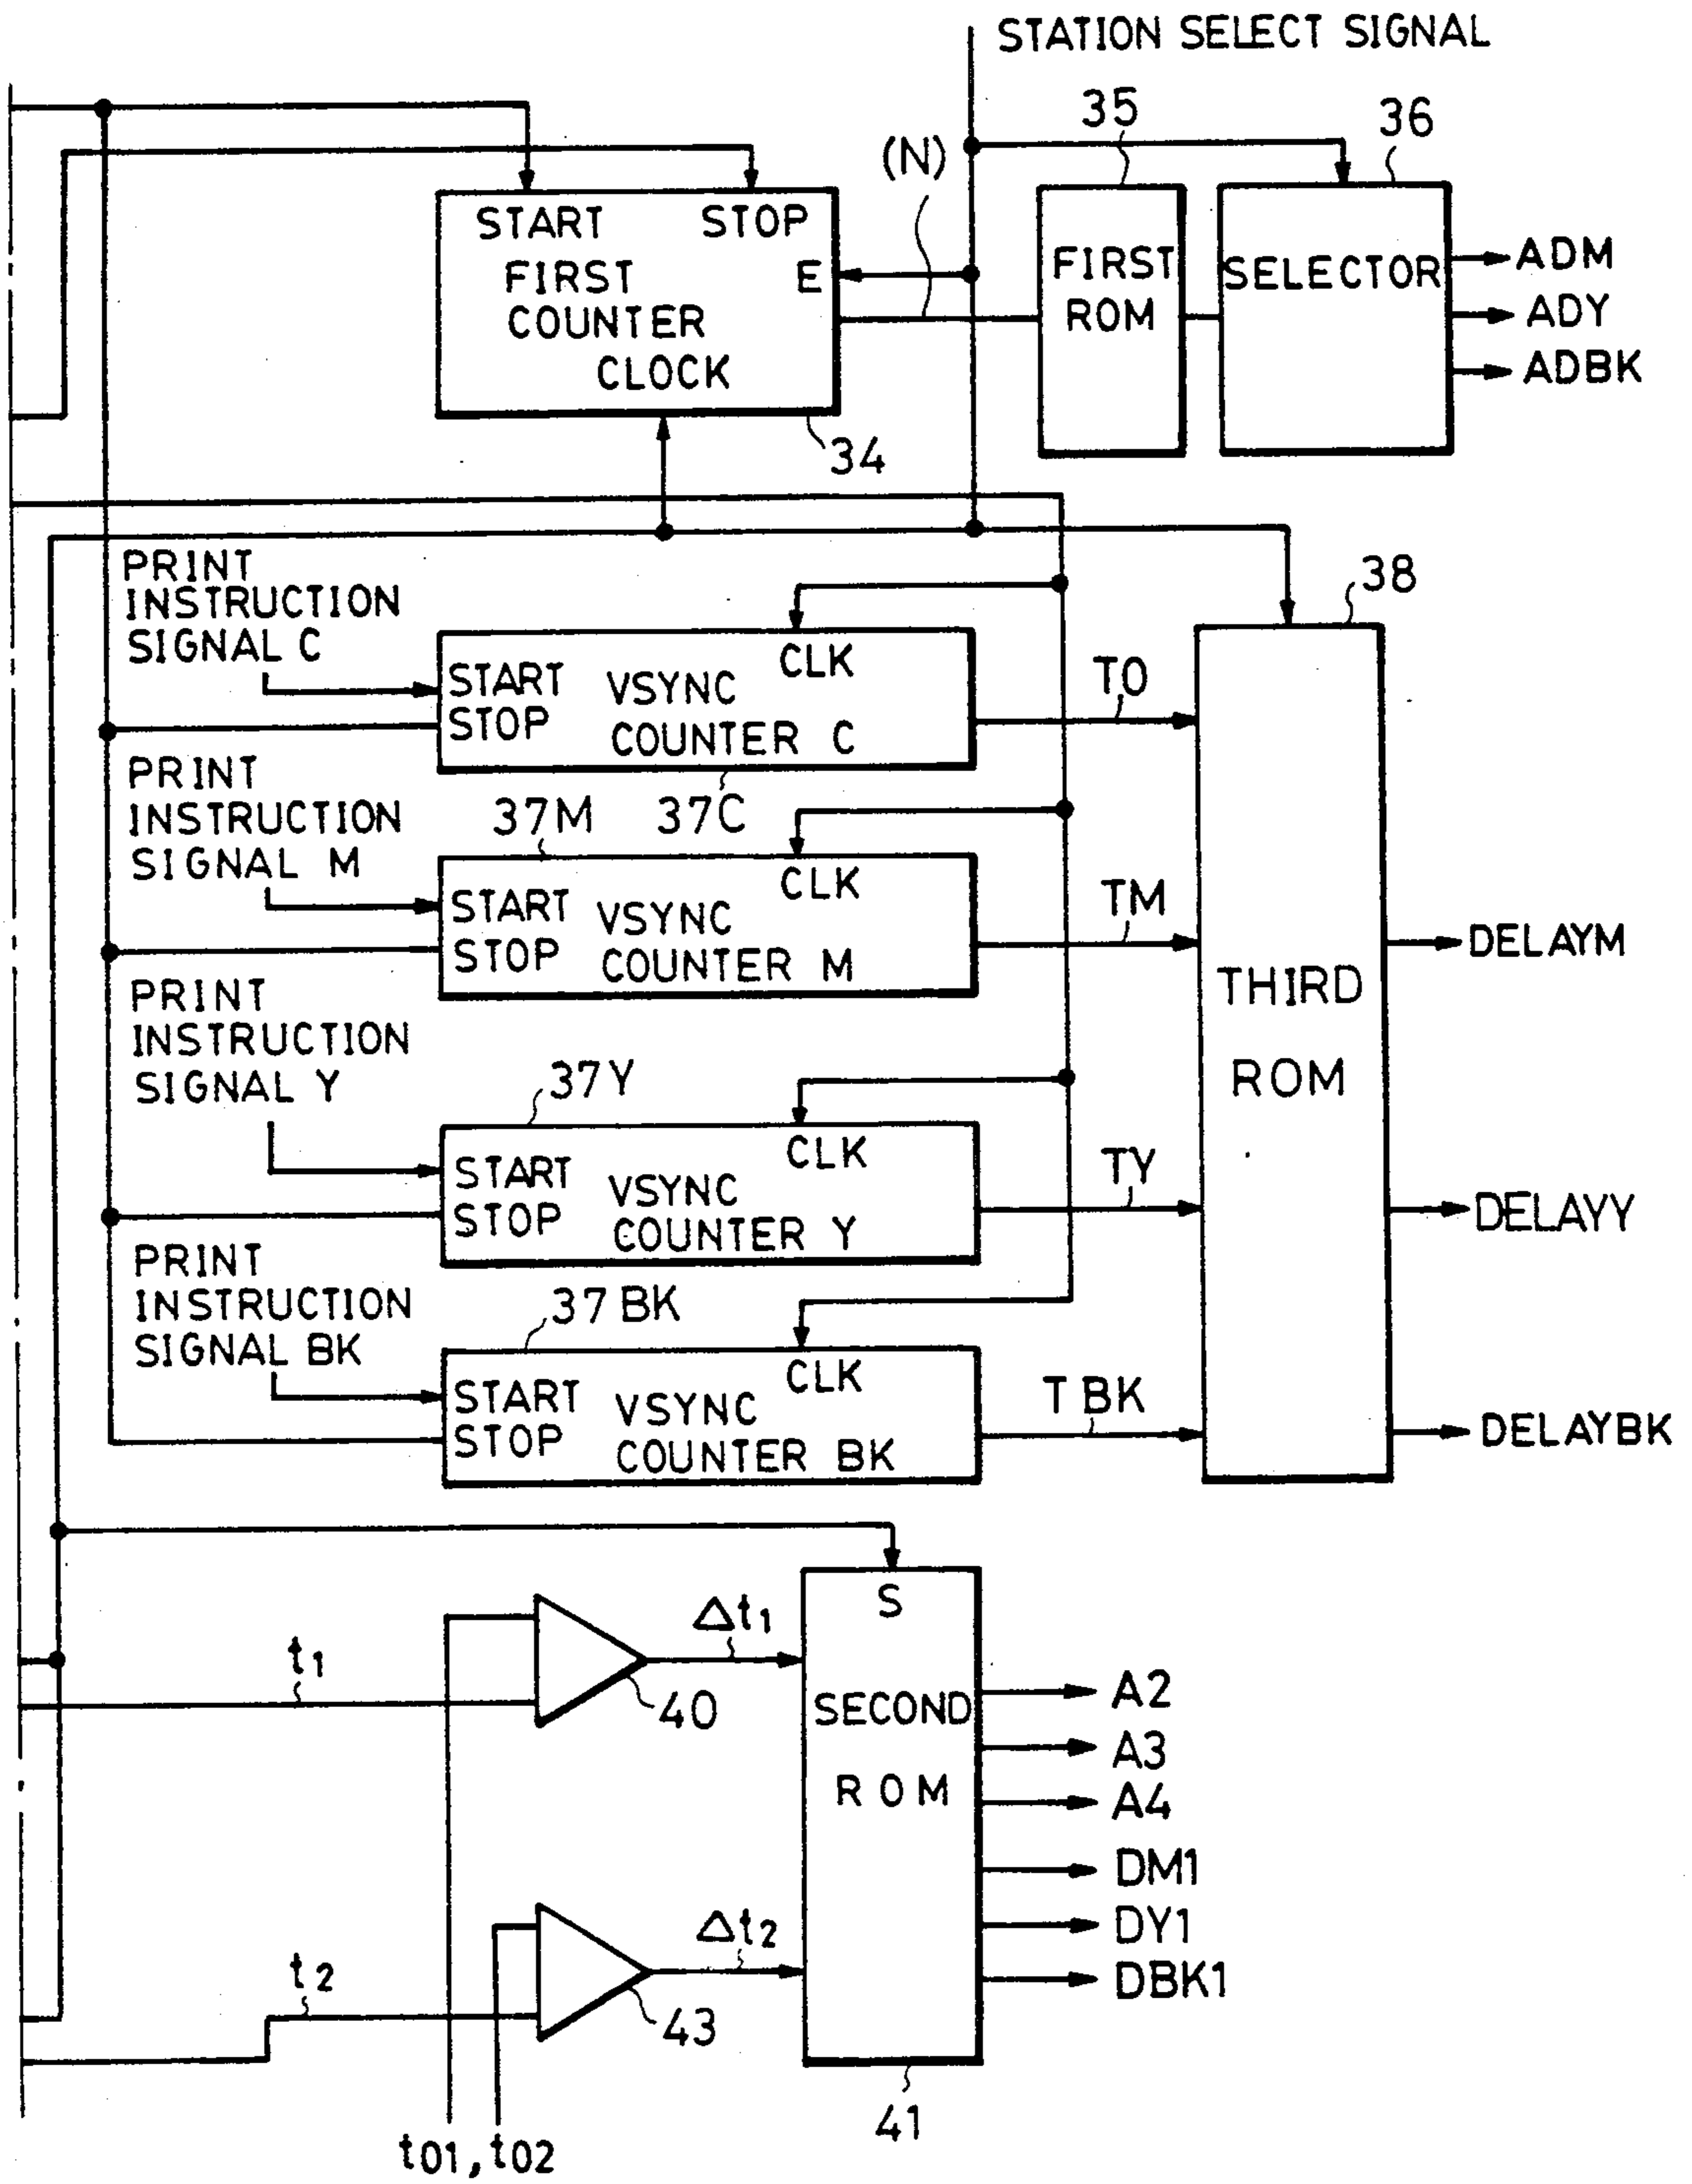 STATION SELECT SIGNAL
35
36
(N)
START STOP
FIRST E
COUNTER
CLOCK
34
FIRST
ROM
SELECTOR
ADM
ADY
ADBK
PRINT
INSTRUCTION
SIGNAL C
START
STOP
VSYNC
COUNTER C
CLK
37C
TO
38
PRINT
INSTRUCTION
SIGNAL M
37M
START
STOP
VSYNC
COUNTER M
CLK
TM
THIRD
ROM
DELAYM
PRINT
INSTRUCTION
SIGNAL Y
37Y
START
STOP
VSYNC
COUNTER Y
CLK
TY
DELAYY
PRINT
INSTRUCTION
SIGNAL BK
37BK
START
STOP
VSYNC
COUNTER BK
CLK
TBK
DELAYBK
t1
40
Δt1
S
SECOND
ROM
A2
A3
A4
DM1
DY1
DBK1
t2
43
Δt2
41
t01, t02